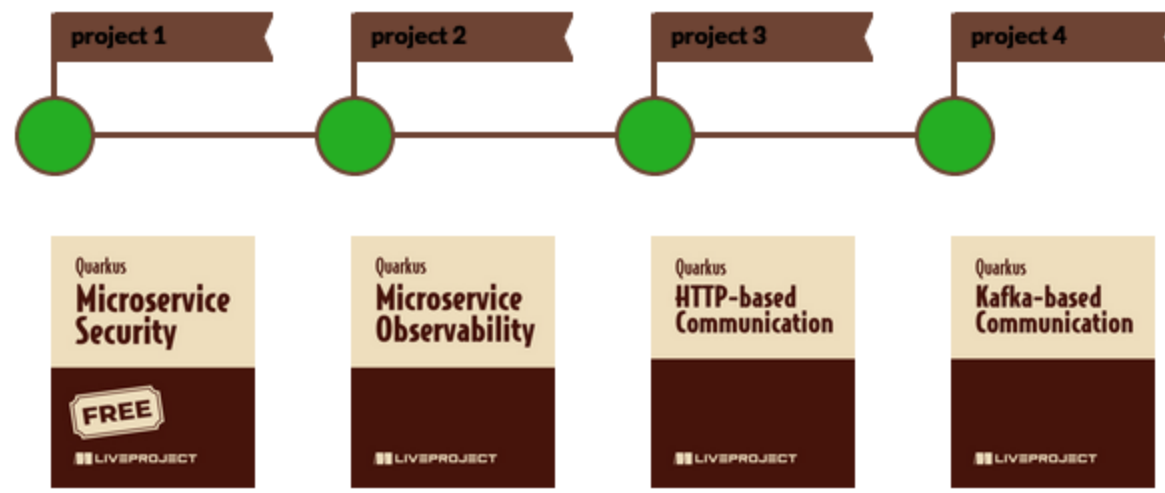 project 1
project 2
project 3
project 4
Quarkus
Microservice
Security
FREE
LIVEPROJECT
Quarkus
Microservice
Observability
LIVEPROJECT
Quarkus
HTTP-based
Communication
LIVEPROJECT
Quarkus
Kafka-based
Communication
LIVEPROJECT